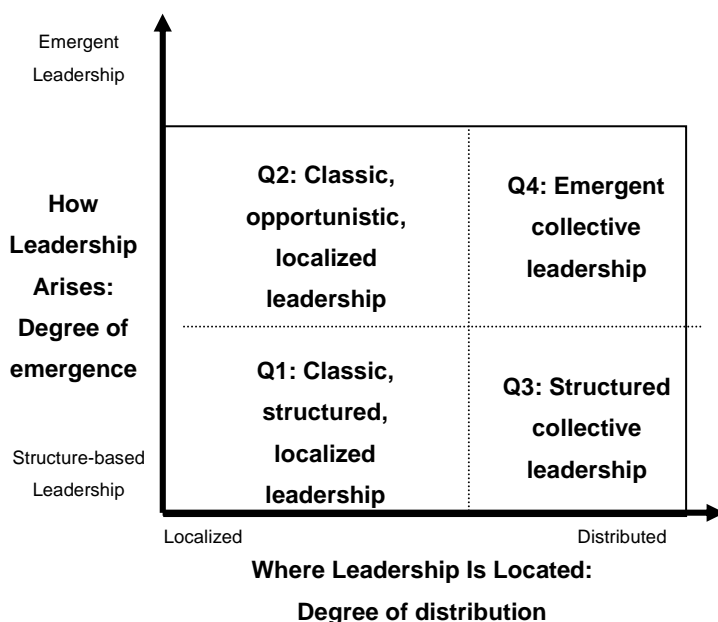 Emergent
Leadership
How
Leadership
Arises:
Degree of
emergence
Structure-based
Leadership
Q2: Classic,
opportunistic,
localized
leadership
Q4: Emergent
collective
leadership
Q1: Classic,
structured,
localized
leadership
Q3: Structured
collective
leadership
Localized
Distributed
Where Leadership Is Located:
Degree of distribution